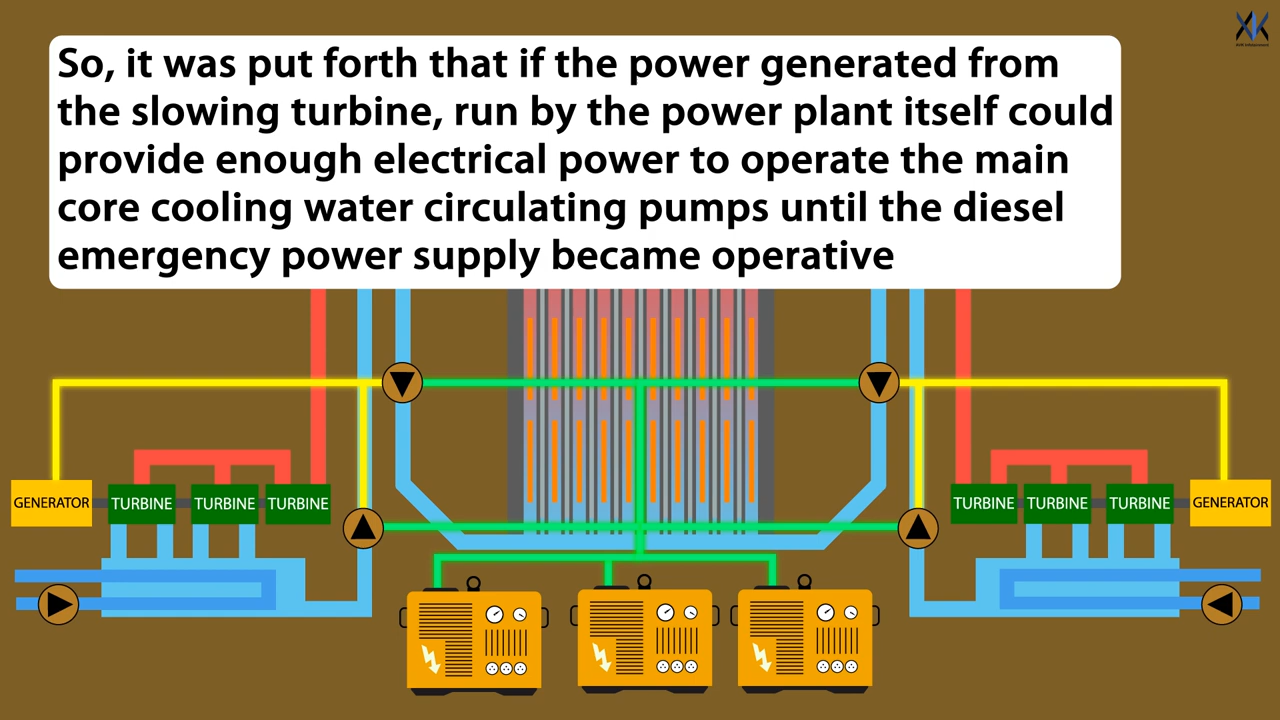 So, it was put forth that if the power generated from
the slowing turbine, run by the power plant itself could
provide enough electrical power to operate the main
core cooling water circulating pumps until the diesel
emergency power supply became operative
GENERATOR
TURBINE
TURBINE
TURBINE
TURBINE
TURBINE
TURBINE
GENERATOR